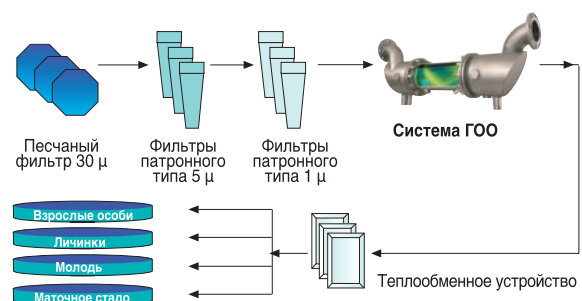 Песчаный
фильтр 30 μ
Фильтры
патронного
типа 5 μ
Фильтры
патронного
типа 1 μ
Система ГОО
Взрослые особи
Личинки
Молодь
Маточное стадо
Теплообменное устройство